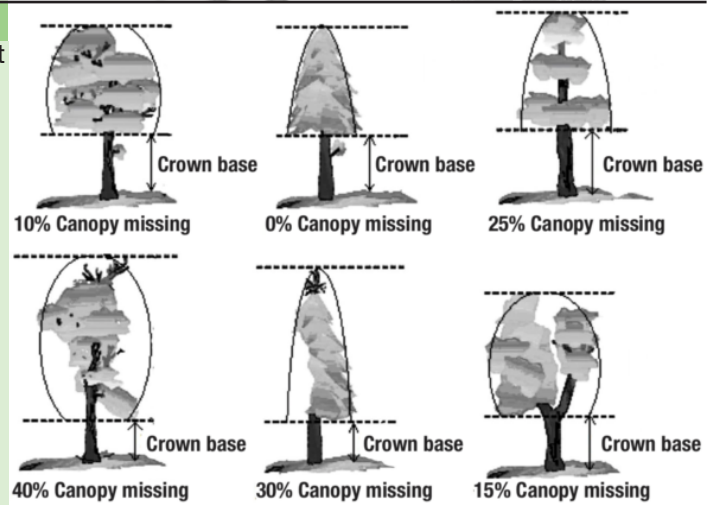 t
Crown base
Crown base
Crown base
10% Canopy missing
0% Canopy missing
25% Canopy missing
Crown base
Crown base
Crown base
40% Canopy missing
30% Canopy missing
15% Canopy missing